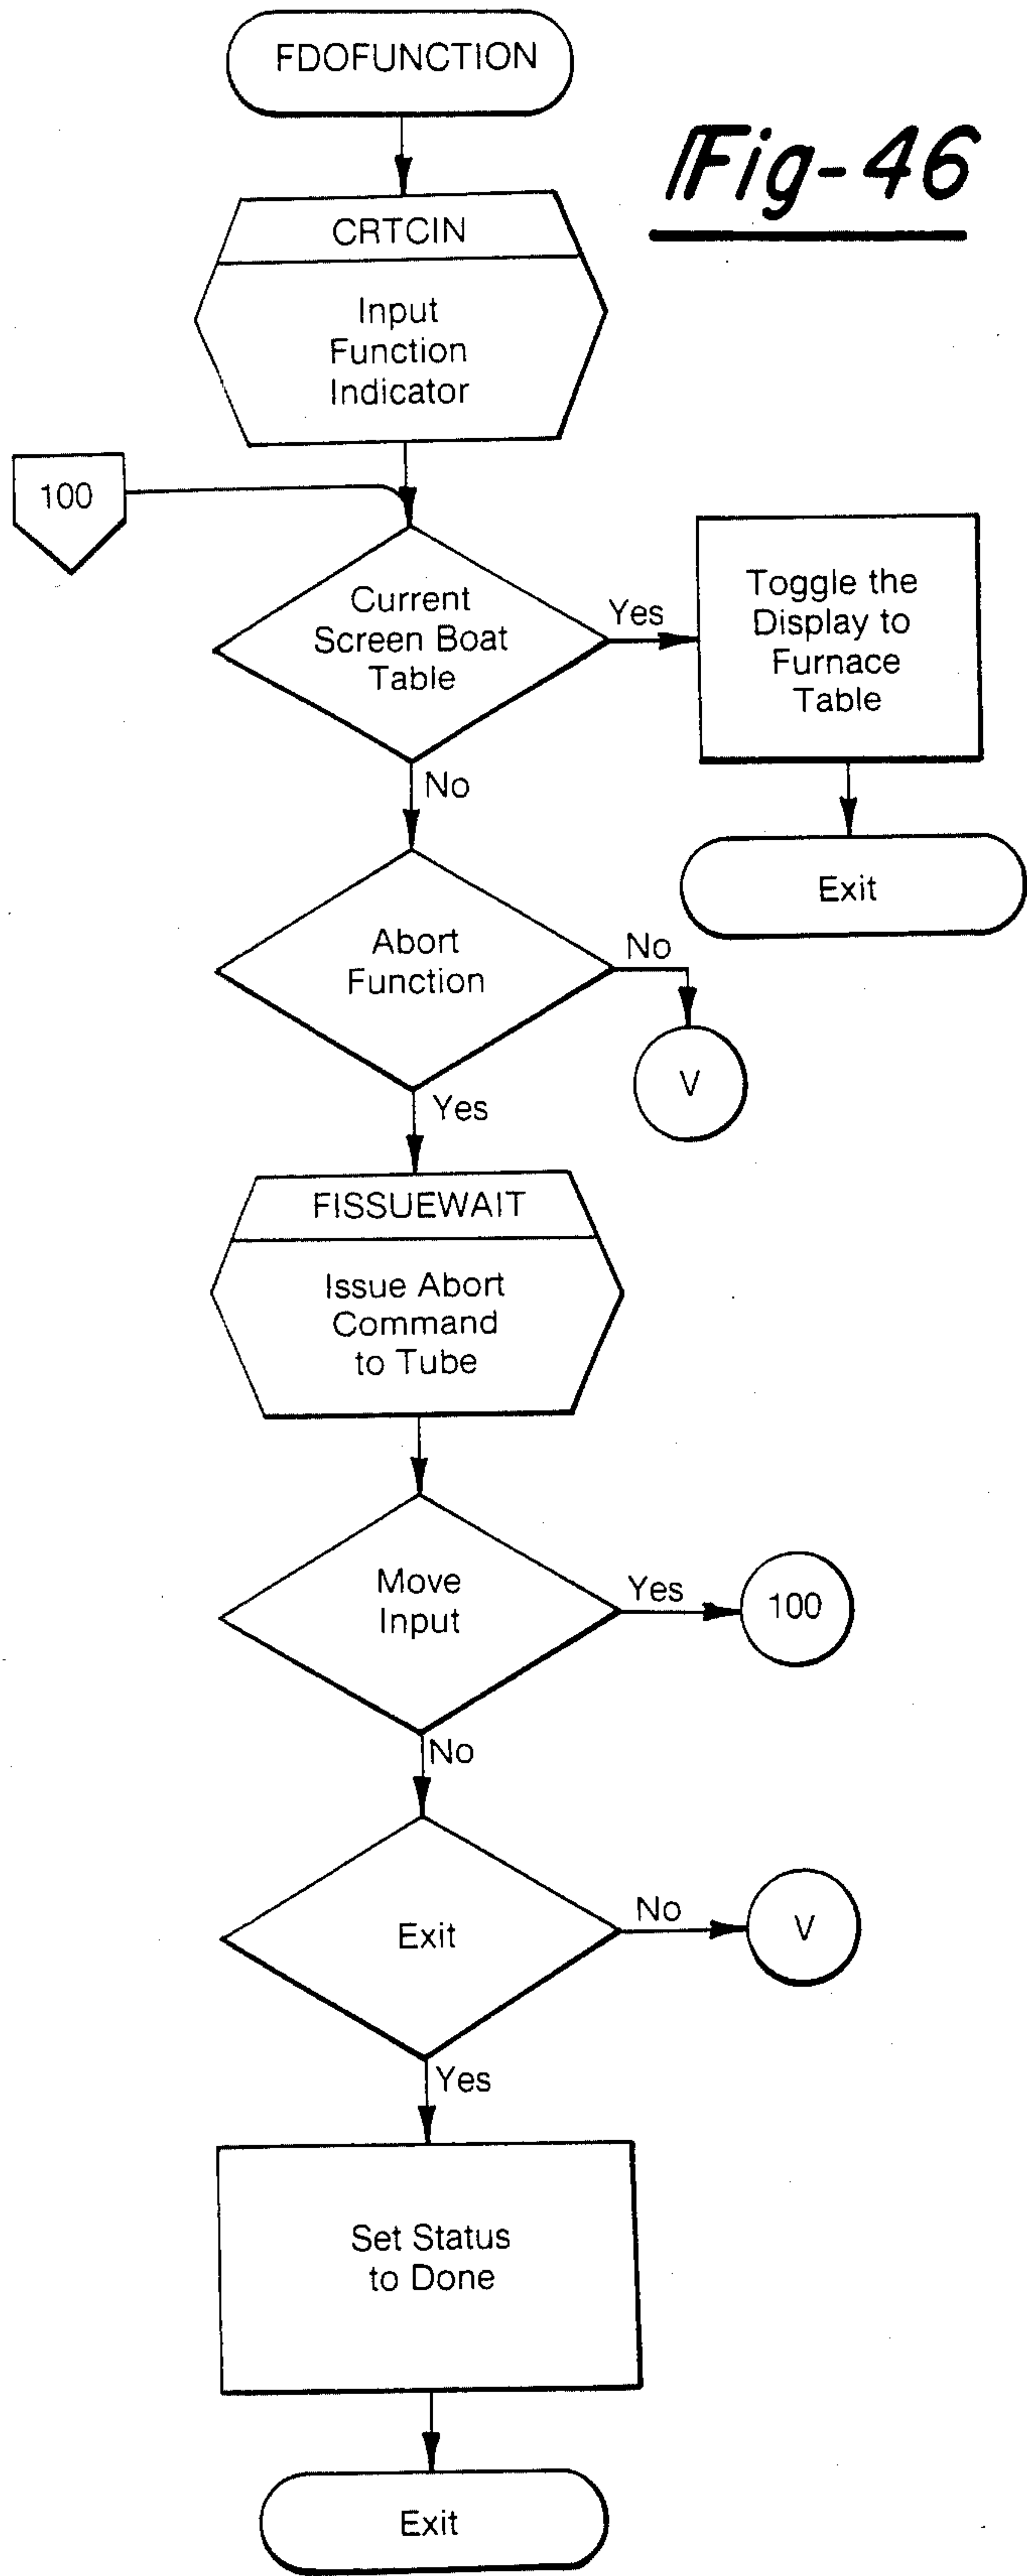 FDOFUNCTION
Fig-46
CRTCIN
Input
Function
Indicator
100
Current
Screen Boat
Table
Yes
Toggle the
Display to
Furnace
Table
No
Exit
Abort
Function
No
V
Yes
FISSUEWAIT
Issue Abort
Command
to Tube
Move
Input
Yes
100
No
Exit
No
V
Yes
Set Status
to Done
Exit